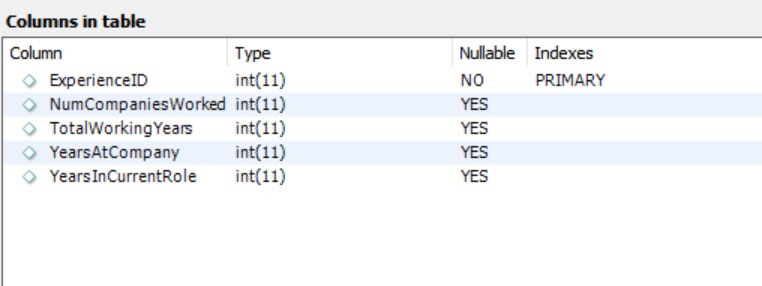 Columns in table
Column Type Nullable Indexes
ExperienceID int(11) NO PRIMARY
NumCompaniesWorked int(11) YES
TotalWorkingYears int(11) YES
YearsAtCompany int(11) YES
YearsInCurrentRole int(11) YES